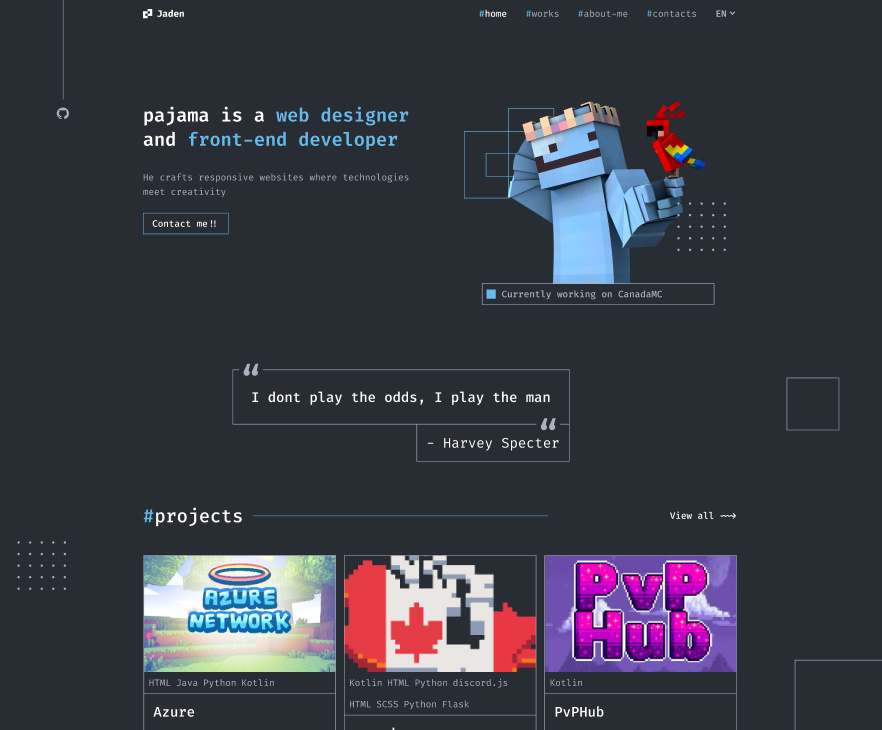 Jaden
#home #works #about-me #contacts EN
pajama is a web designer
and front-end developer
He crafts responsive websites where technologies
meet creativity
Contact me!!
Currently working on CanadaMC
I dont play the odds, I play the man
- Harvey Specter
#projects
View all ~~>
AZURE
NETWORK
PvP
Hub
HTML Java Python Kotlin
Azure
Kotlin HTML Python discord.js
HTML SCSS Python Flask
Kotlin
PvPHub